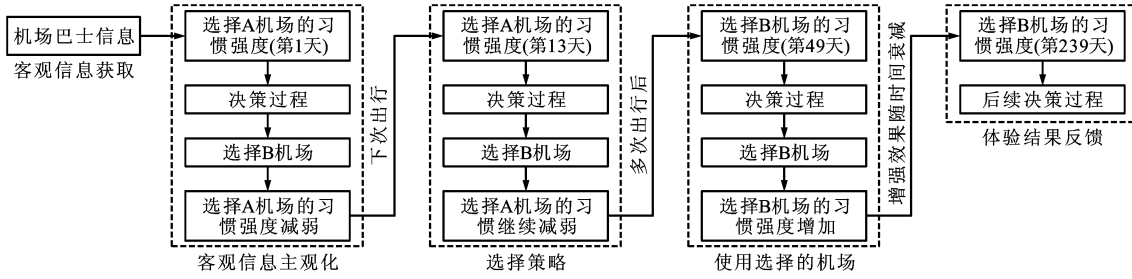 机场巴士信息
客观信息获取
选择A机场的习
惯强度(第1天)
决策过程
选择B机场
选择A机场的习
惯强度减弱
客观信息主观化
下次出行
选择A机场的习
惯强度(第13天)
决策过程
选择B机场
选择A机场的习
惯继续减弱
选择策略
多次出行后
选择B机场的习
惯强度(第49天)
决策过程
选择B机场
选择B机场的习
惯强度增加
使用选择的机场
增强效果随时间衰减
选择B机场的习
惯强度(第239天)
后续决策过程
体验结果反馈